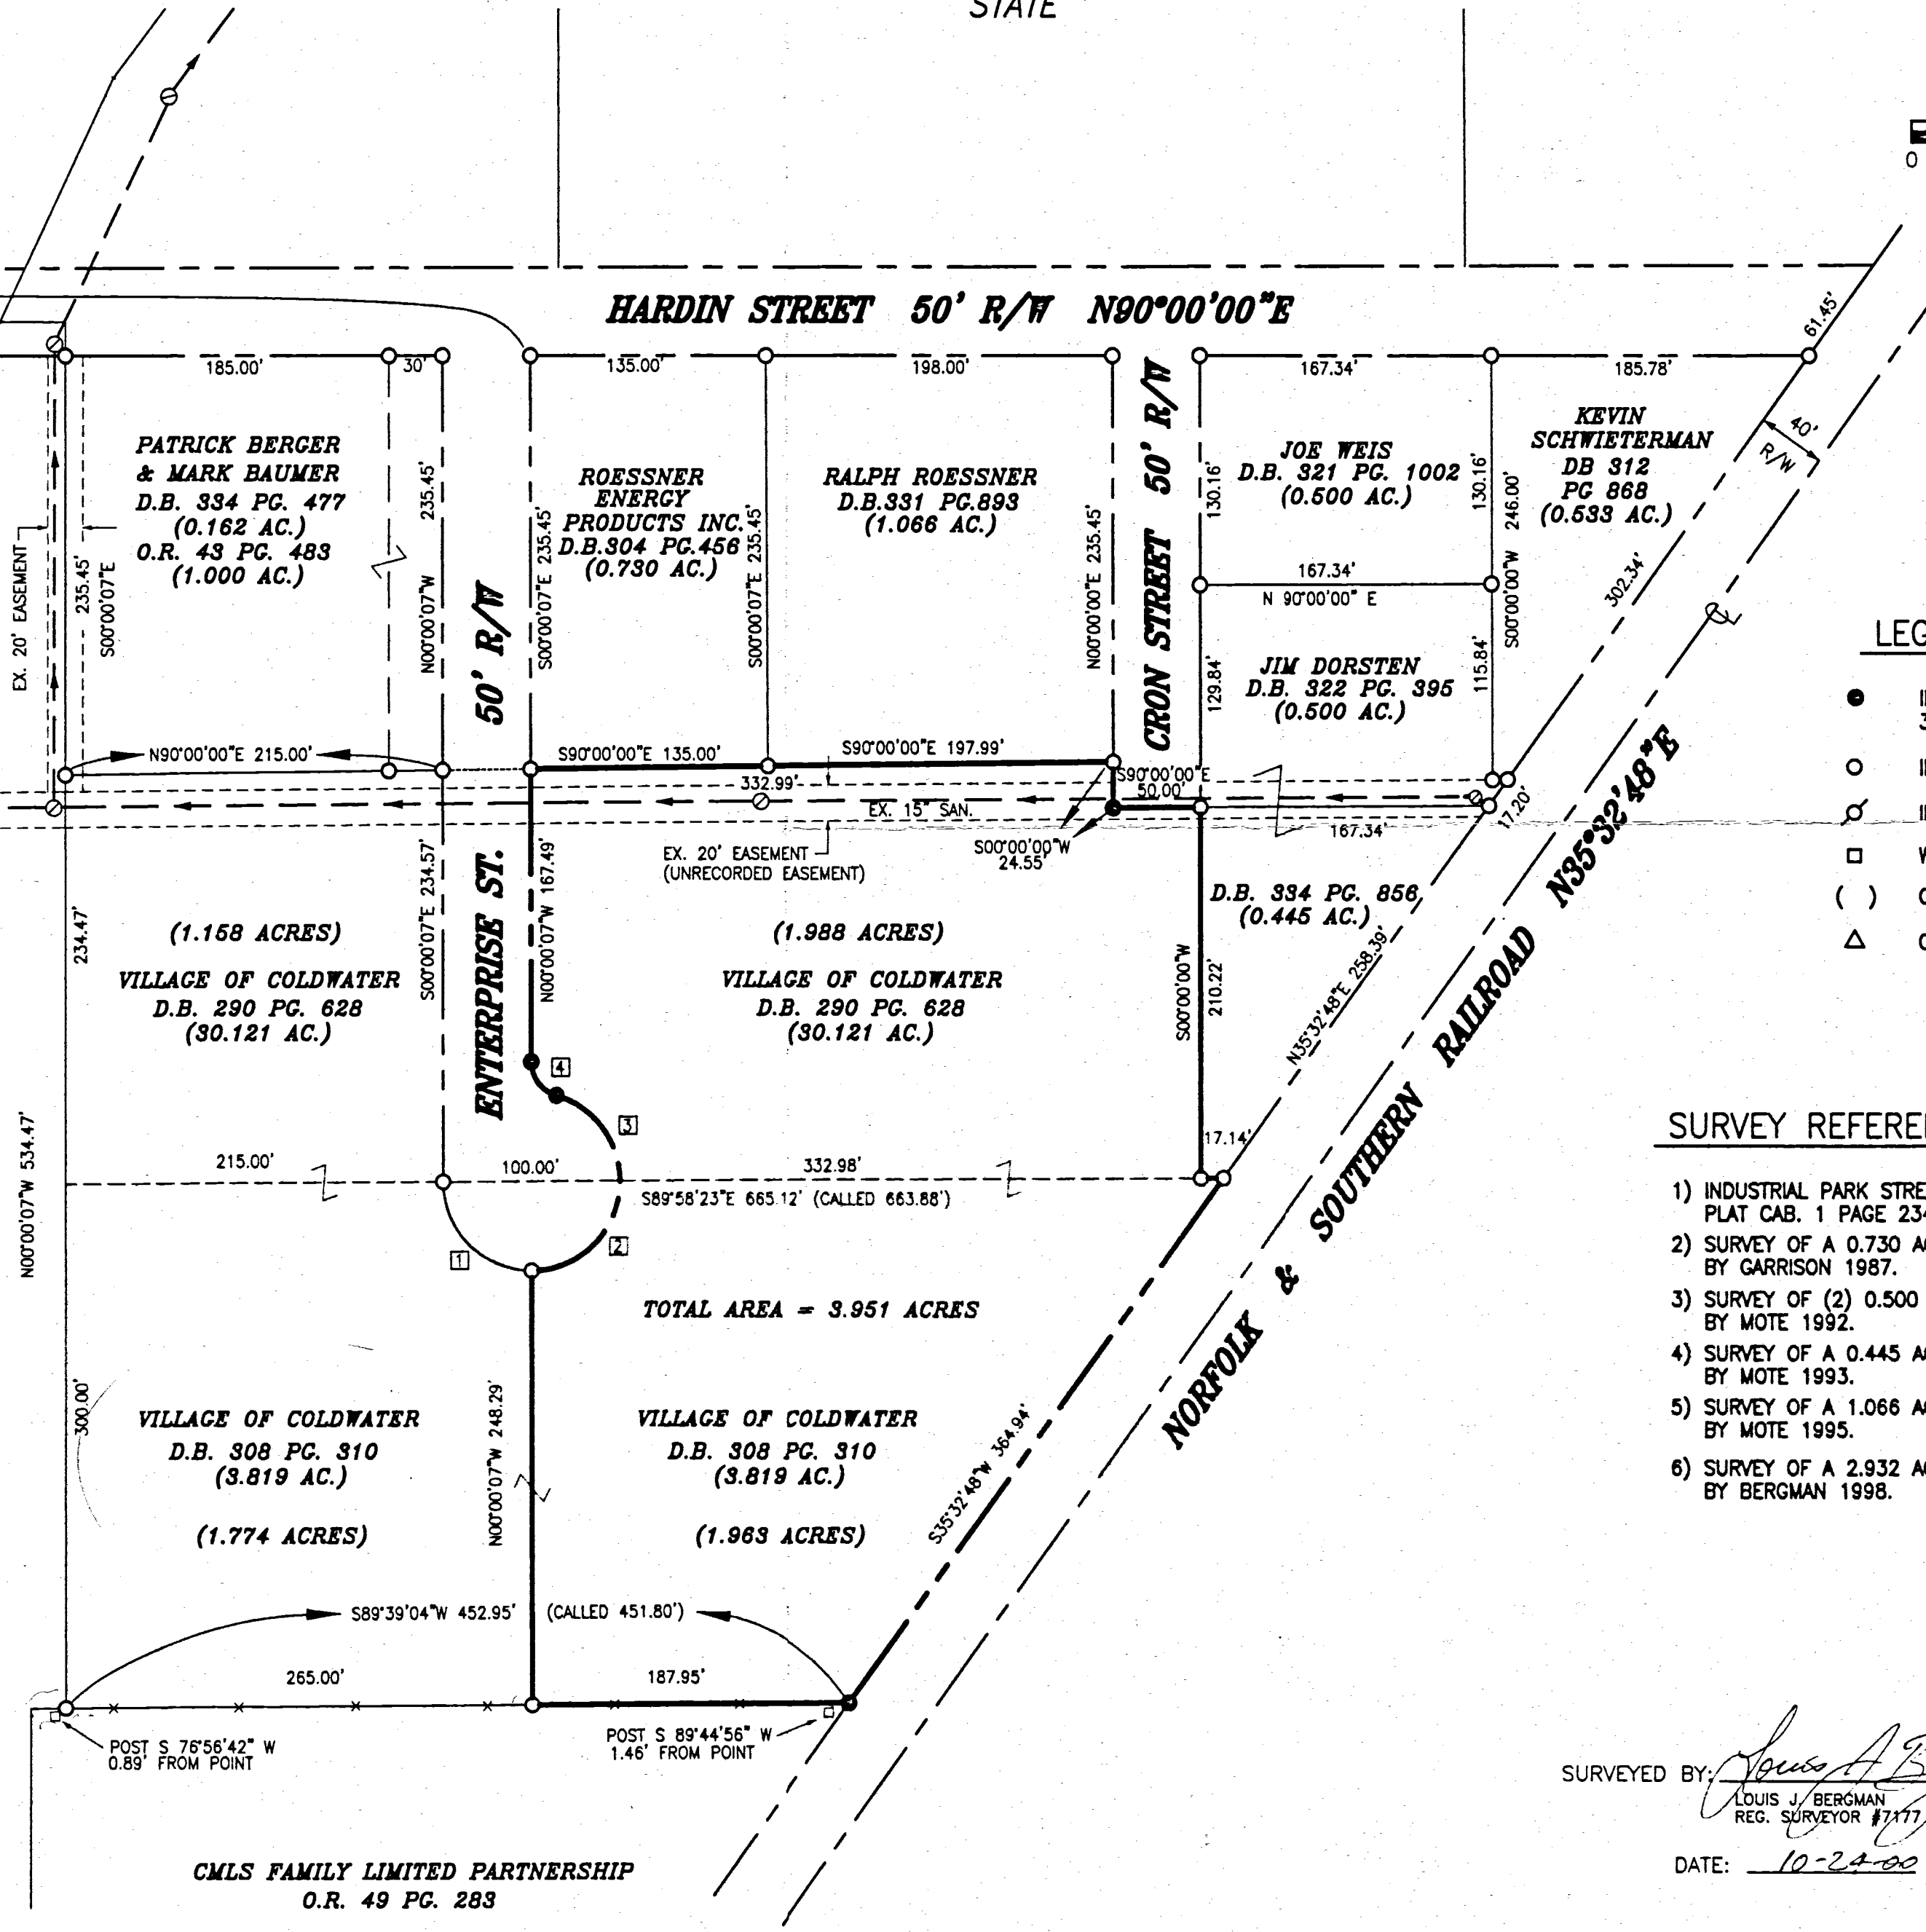 STATE
0
HARDIN STREET 50' R/W N90°00'00"E
61.45'
185.00'
30'
135.00'
198.00'
167.34'
185.78'
PATRICK BERGER
& MARK BAUMER
D.B. 334 PG. 477
(0.162 AC.)
O.R. 43 PG. 483
(1.000 AC.)
EX. 20' EASEMENT
235.45'
S00°00'07"E
235.45'
N00°00'07"W
50' R/W
S00°00'07"E 235.45'
ROESSNER
ENERGY
PRODUCTS INC.
D.B.304 PG.456
(0.730 AC.)
S00°00'07"E 235.45'
RALPH ROESSNER
D.B.331 PG.893
(1.066 AC.)
N00°00'00"E 235.45'
CRON STREET 50' R/W
130.16'
JOE WEIS
D.B. 321 PG. 1002
(0.500 AC.)
130.16'
S00°00'00"W 246.00'
KEVIN
SCHWIETERMAN
DB 312
PG 868
(0.533 AC.)
40'
R/W
302.34'
167.34'
N 90°00'00" E
129.84'
JIM DORSTEN
D.B. 322 PG. 395
(0.500 AC.)
115.84'
LEG
3
( )
N90°00'00"E 215.00'
S90°00'00"E 135.00'
S90°00'00"E 197.99'
332.99'
S90°00'00"E
50.00'
EX. 15" SAN.
167.34'
17.20'
EX. 20' EASEMENT
(UNRECORDED EASEMENT)
S00°00'00"W
24.55'
234.47'
S00°00'07"E 234.57'
ENTERPRISE ST.
N00°00'07"W 167.49'
(1.158 ACRES)
VILLAGE OF COLDWATER
D.B. 290 PG. 628
(30.121 AC.)
(1.988 ACRES)
VILLAGE OF COLDWATER
D.B. 290 PG. 628
(30.121 AC.)
D.B. 334 PG. 856
(0.445 AC.)
S00°00'00"W
210.22'
N35°32'48"E 258.39'
NORFOLK & SOUTHERN RAILROAD N35°32'48"E
4
3
N00°00'07"W 534.47'
215.00'
100.00'
332.98'
17.14'
S89°58'23"E 665.12' (CALLED 663.88')
1
2
TOTAL AREA = 3.951 ACRES
SURVEY REFERE
1) INDUSTRIAL PARK STRE
PLAT CAB. 1 PAGE 234
2) SURVEY OF A 0.730 A
BY GARRISON 1987.
3) SURVEY OF (2) 0.500
BY MOTE 1992.
4) SURVEY OF A 0.445 A
BY MOTE 1993.
5) SURVEY OF A 1.066 A
BY MOTE 1995.
6) SURVEY OF A 2.932 A
BY BERGMAN 1998.
300.00'
VILLAGE OF COLDWATER
D.B. 308 PG. 310
(3.819 AC.)
(1.774 ACRES)
N00°00'07"W 248.29'
VILLAGE OF COLDWATER
D.B. 308 PG. 310
(3.819 AC.)
(1.963 ACRES)
S35°32'48"W 364.94'
S89°39'04"W 452.95' (CALLED 451.80')
265.00'
187.95'
POST S 76°56'42" W
0.89' FROM POINT
POST S 89°44'56" W
1.46' FROM POINT
SURVEYED BY: Louis
LOUIS J. BERGMAN
REG. SURVEYOR #7177
DATE: 10-24-00
CMLS FAMILY LIMITED PARTNERSHIP
O.R. 49 PG. 283